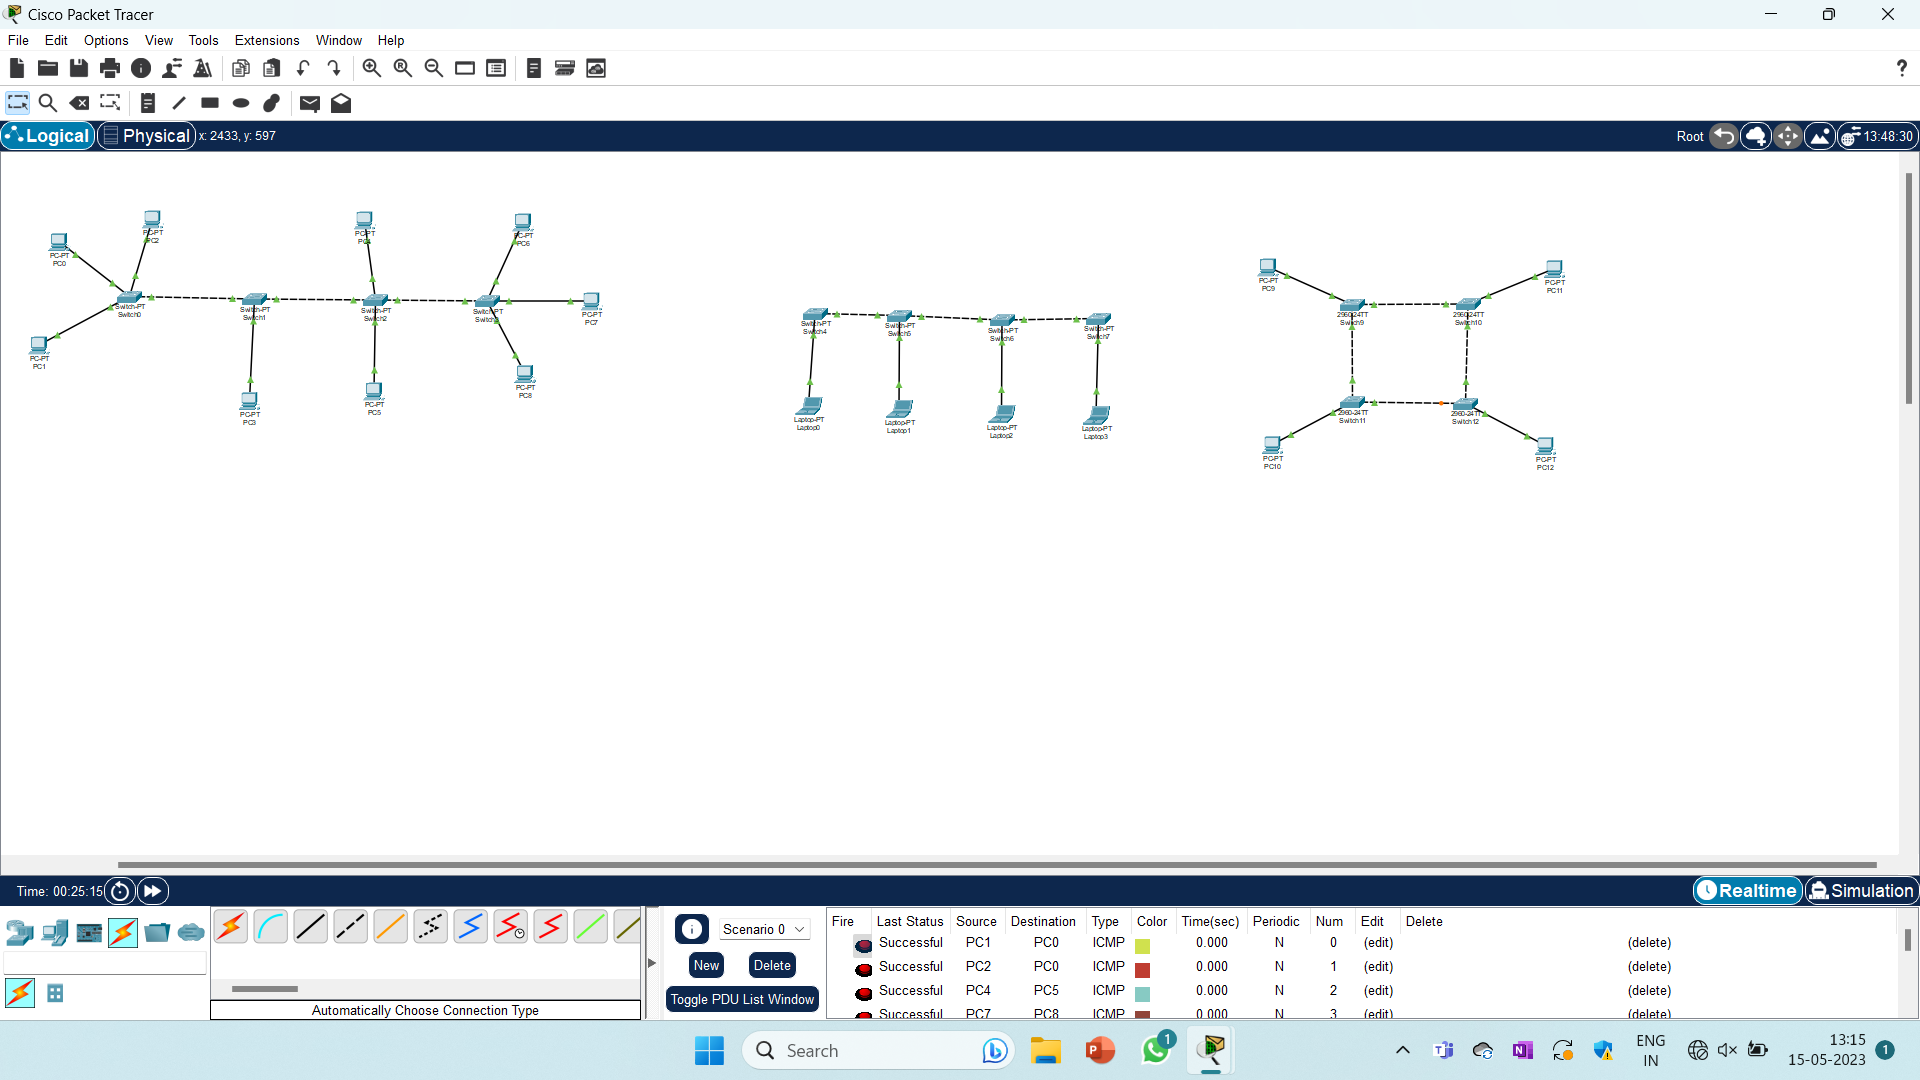 Cisco Packet Tracer
File Edit Options View Tools Extensions Window Help
Logical Physical x: 2433, y: 597
Root 13:48:30
PC-PT
PC0
PC-PT
PC2
PC-PT
PC1
Switch-PT
Switch0
Switch-PT
Switch1
PC-PT
PC3
PC-PT
PC4
Switch-PT
Switch2
PC-PT
PC5
PC-PT
PC6
Switch-PT
Switch3
PC-PT
PC7
PC-PT
PC8
Switch-PT
Switch4
Switch-PT
Switch5
Switch-PT
Switch6
Switch-PT
Switch7
Laptop-PT
Laptop0
Laptop-PT
Laptop1
Laptop-PT
Laptop2
Laptop-PT
Laptop3
PC-PT
PC9
PC-PT
PC11
2960-24TT
Switch9
2960-24TT
Switch10
2960-24TT
Switch11
2960-24TT
Switch12
PC-PT
PC10
PC-PT
PC12
Time: 00:25:15
Realtime Simulation
Automatically Choose Connection Type
Scenario 0
New Delete
Toggle PDU List Window
Fire Last Status Source Destination Type Color Time(sec) Periodic Num Edit Delete
Successful PC1 PC0 ICMP 0.000 N 0 (edit) (delete)
Successful PC2 PC0 ICMP 0.000 N 1 (edit) (delete)
Successful PC4 PC5 ICMP 0.000 N 2 (edit) (delete)
Successful PC7 PC8 ICMP 0.000 N 3 (edit) (delete)
Search
1
ENG
IN
13:15
15-05-2023
1